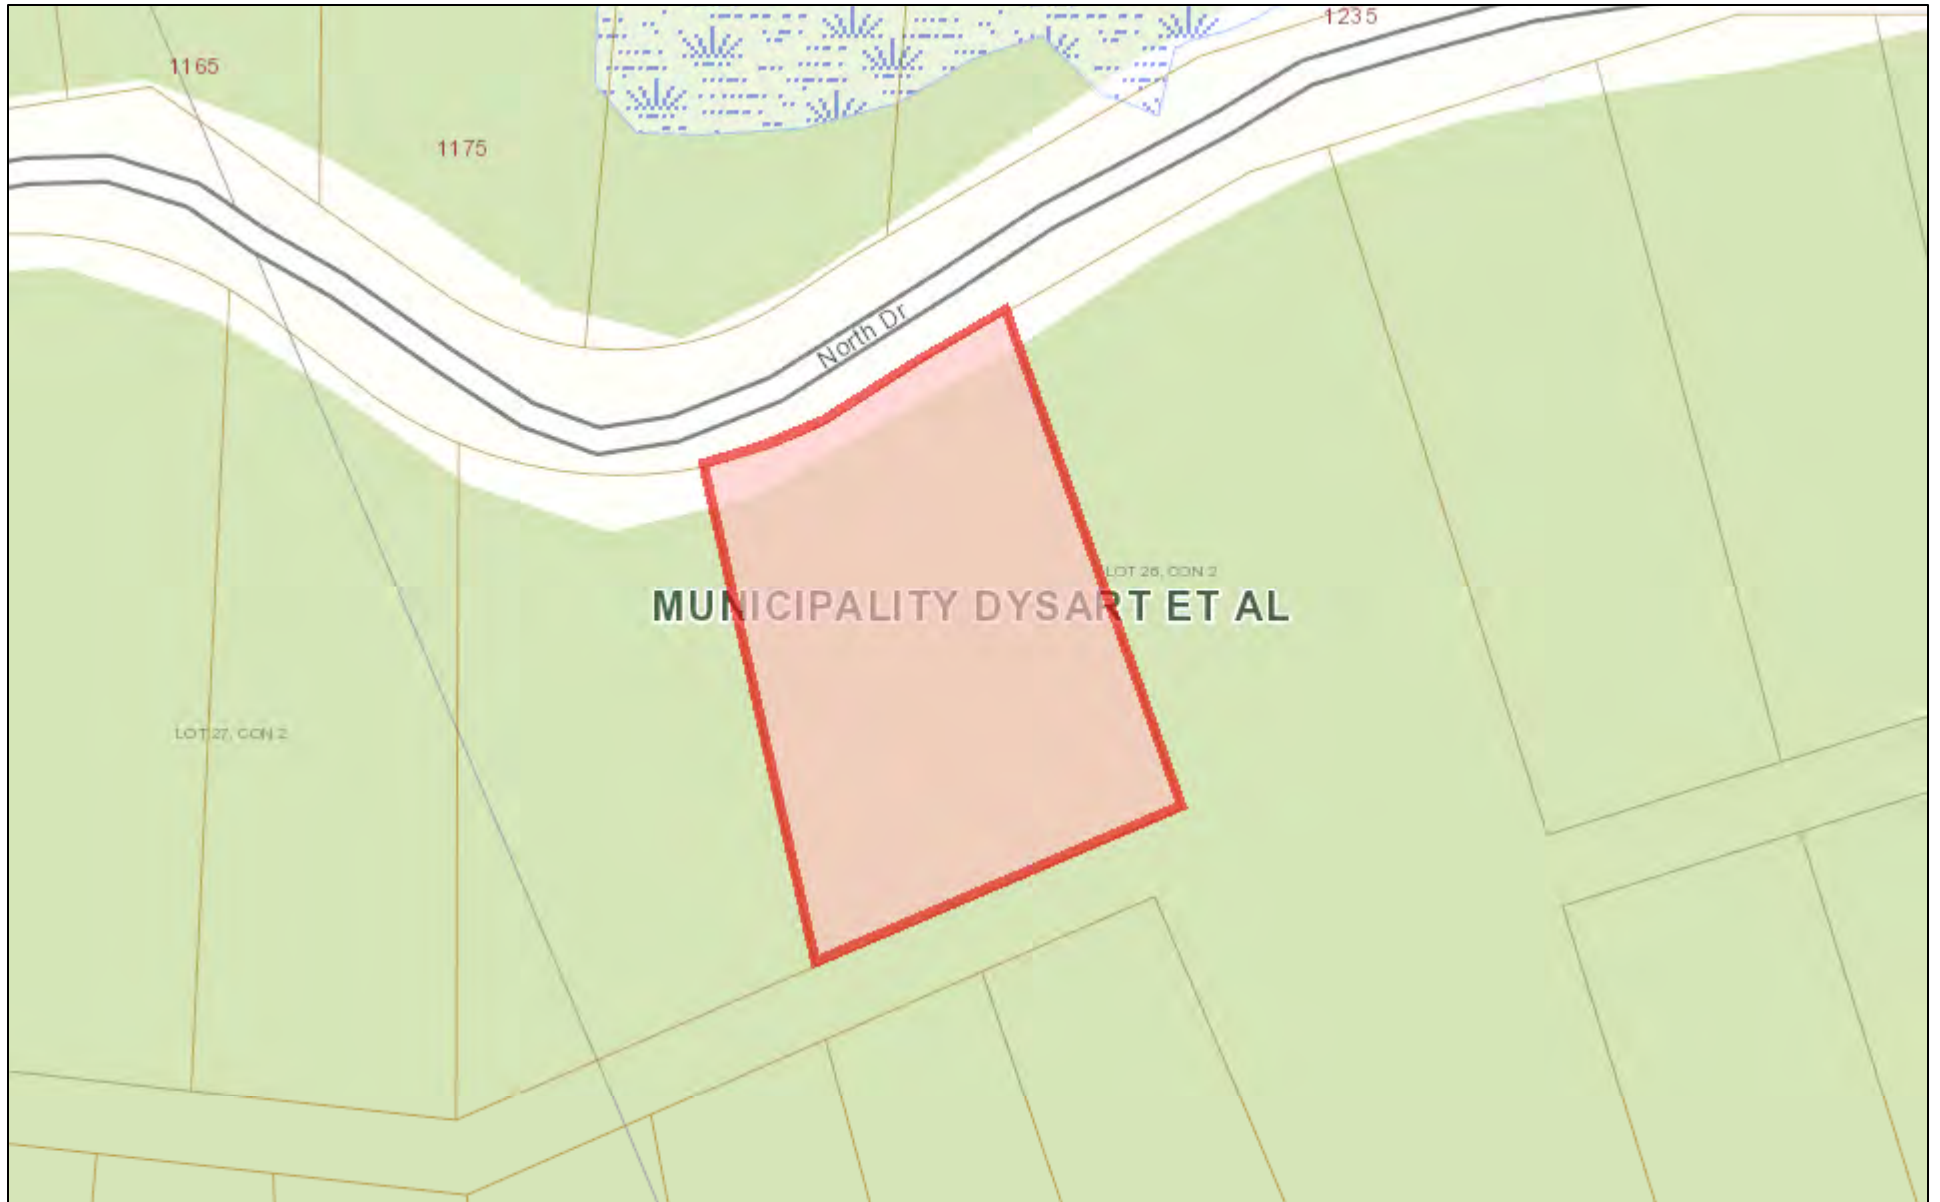 1235
1165
1175
North Dr
LOT 28, CON 2
MUNICIPALITY DYSART ET AL
LOT 27, CON 2